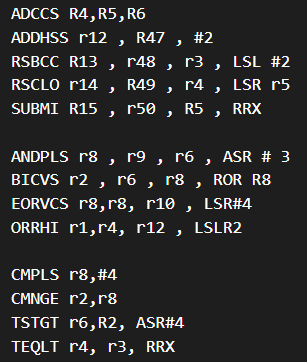 ADCCS R4,R5,R6
ADDHSS r12 , R47 , #2
RSBCC R13 , r48 , r3 , LSL #2
RSCLO r14 , R49 , r4 , LSR r5
SUBMI R15 , r50 , R5 , RRX
ANDPLS r8 , r9 , r6 , ASR # 3
BICVS r2 , r6 , r8 , ROR R8
EORVCS r8,r8, r10 , LSR#4
ORRHI r1,r4, r12 , LSLR2
CMPLS r8,#4
CMNGE r2,r8
TSTGT r6,R2, ASR#4
TEQLT r4, r3, RRX